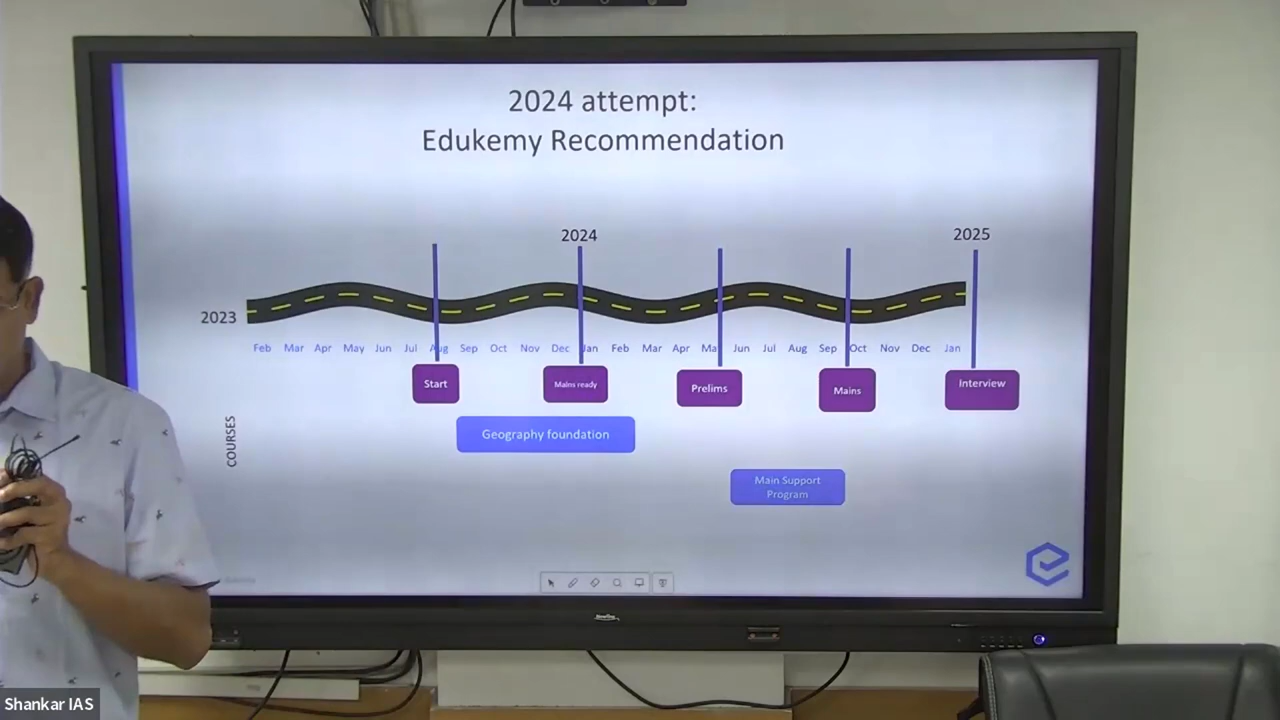 2024 attempt:
Edukemy Recommendation
2024
2025
2023
Feb Mar Apr May Jun Jul Aug Sep Oct Nov Dec Jan Feb Mar Apr May Jun Jul Aug Sep Oct Nov Dec Jan
Start
Mains ready
Prelims
Mains
Interview
COURSES
Geography foundation
Main Support
Program
Shankar IAS